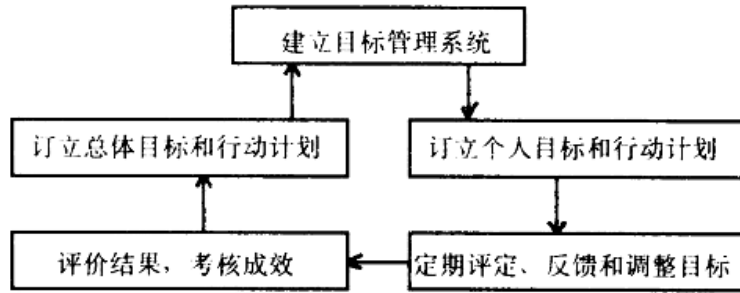 建立目标管理系统
订立总体目标和行动计划
订立个人目标和行动计划
评价结果，考核成效
定期评定、反馈和调整目标